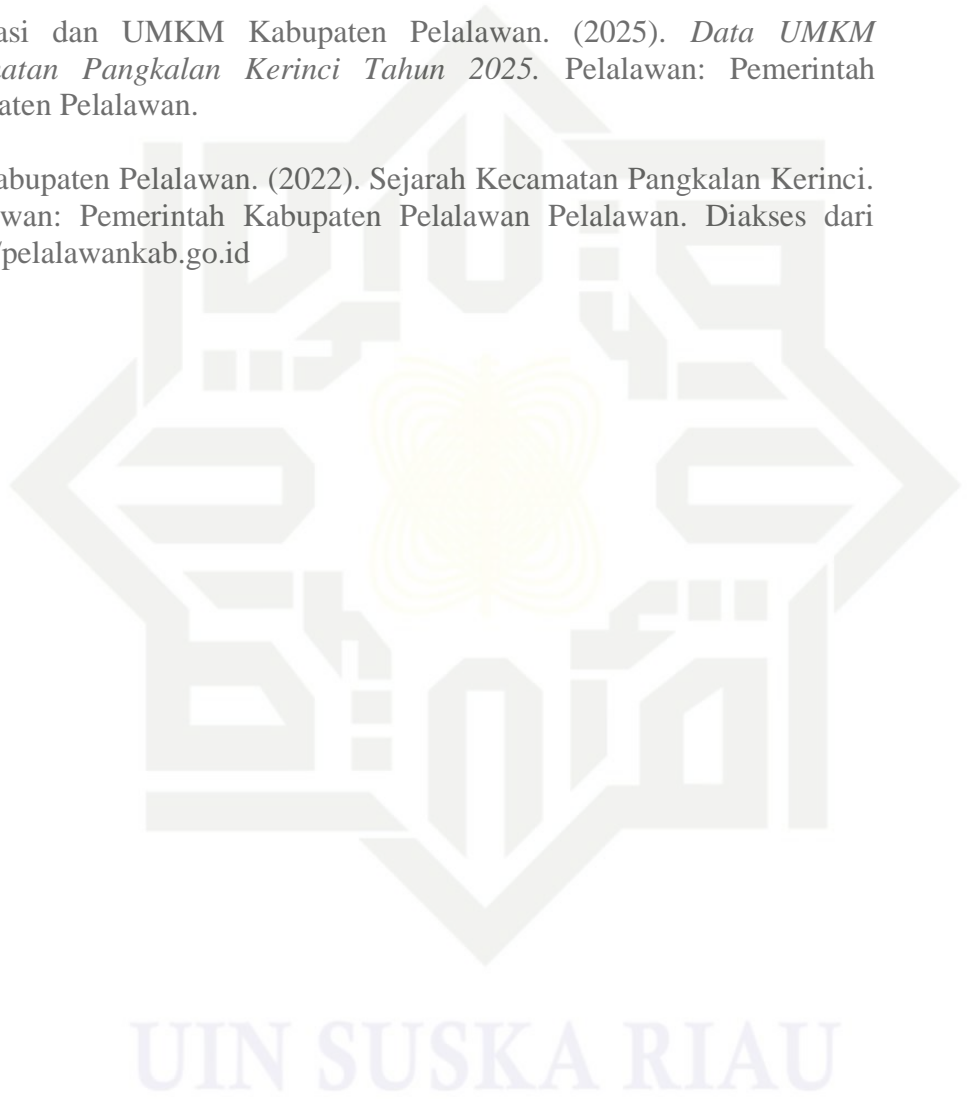 asi dan UMKM Kabupaten Pelalawan. (2025). Data UMKM
atan Pangkalan Kerinci Tahun 2025. Pelalawan: Pemerintah
aten Pelalawan.
abupaten Pelalawan. (2022). Sejarah Kecamatan Pangkalan Kerinci.
wan: Pemerintah Kabupaten Pelalawan Pelalawan. Diakses dari
/pelalawankab.go.id
UIN SUSKA RIAU